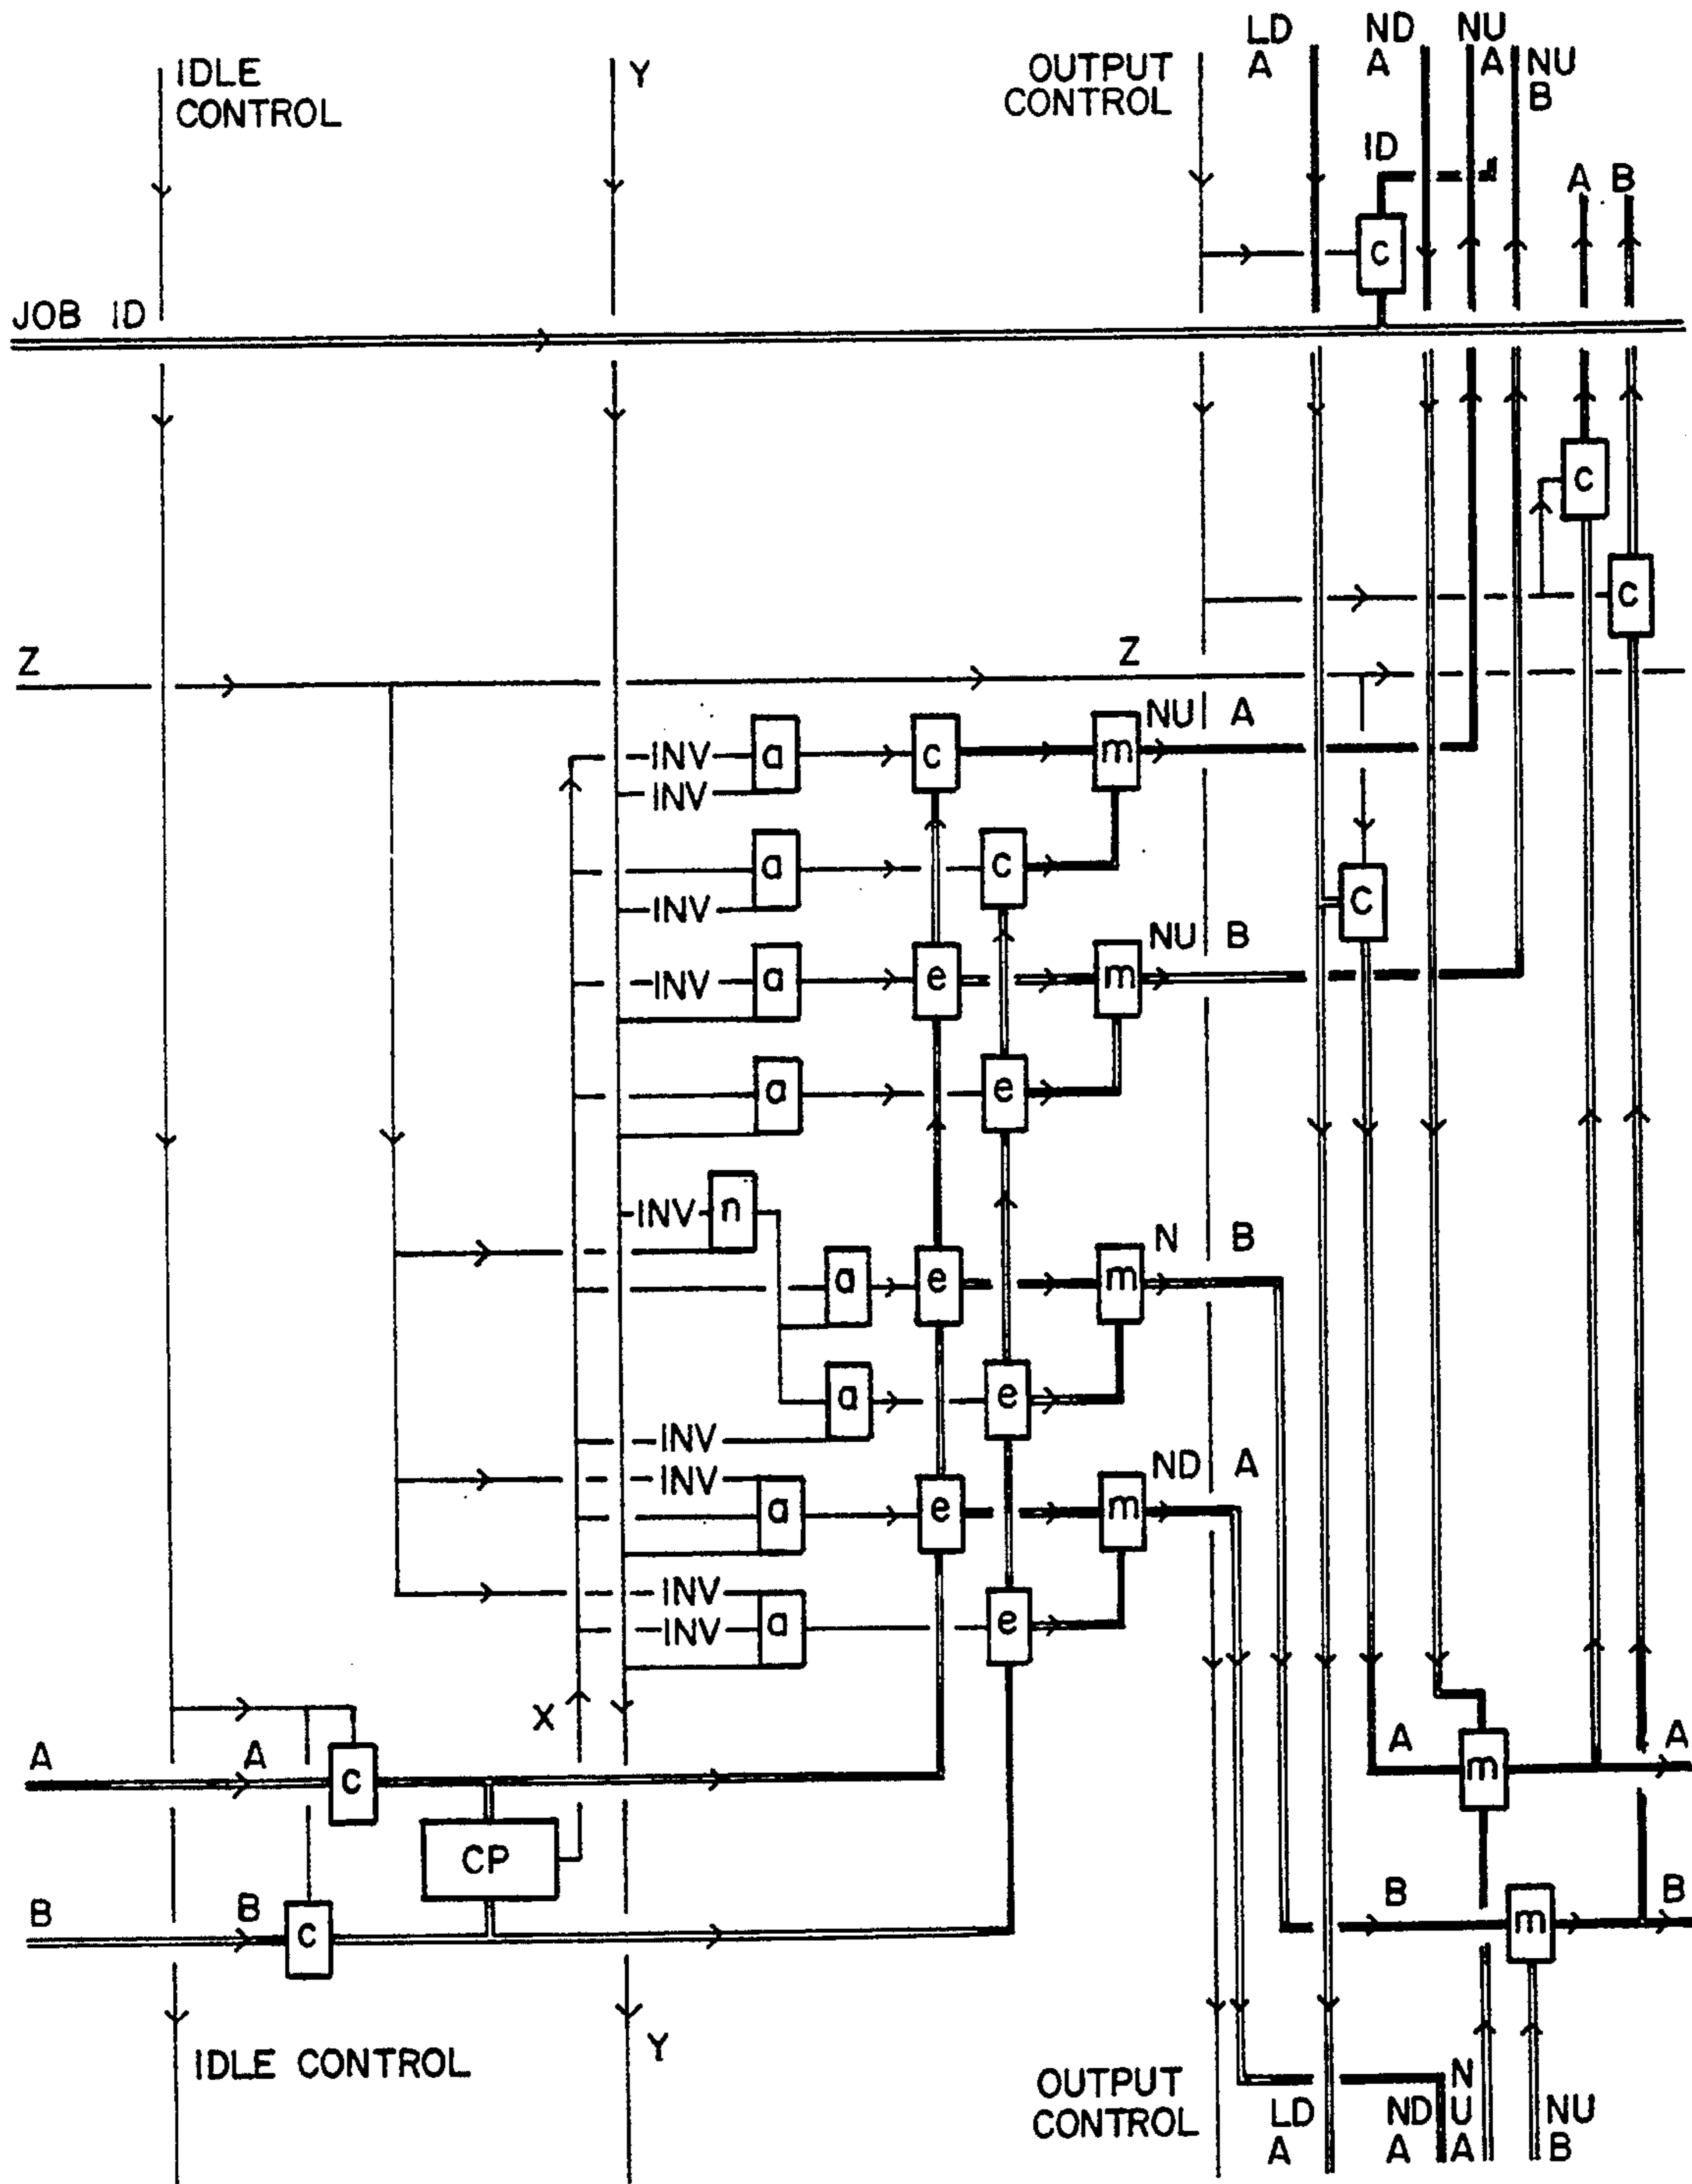 LD
A
ND
A
NU
A
NU
B
IDLE
CONTROL
Y
OUTPUT
CONTROL
ID
A B
c
JOB ID
c
c
Z
Z
INV a c m NU A
INV
a c
INV
c
INV a e m NU B
a e
INV n
a e m N B
a e
INV
INV
a e m ND A
INV
INV a e
X
A A c
A m A
CP
B B c
B m B
IDLE CONTROL
Y
OUTPUT
CONTROL
LD
A
ND
A
N
U
A
NU
B